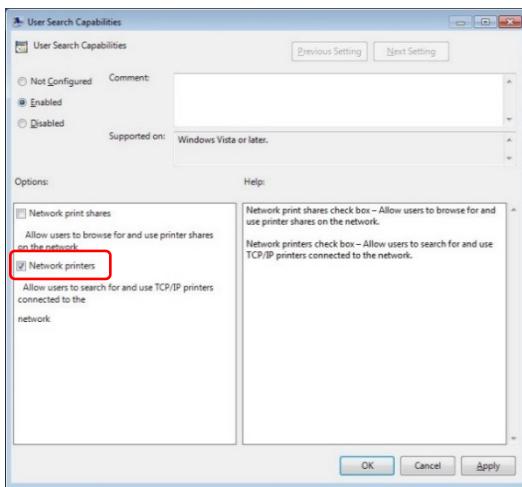 User Search Capabilities
User Search Capabilities
Previous Setting
Next Setting
Not Configured
Comment:
Enabled
Disabled
Supported on:
Windows Vista or later.
Options:
Help:
Network print shares
Allow users to browse for and use printer shares
on the network
Network printers
Allow users to search for and use TCP/IP printers
connected to the
network
Network print shares check box – Allow users to browse for and
use printer shares on the network.
Network printers check box – Allow users to search for and use
TCP/IP printers connected to the network.
OK
Cancel
Apply